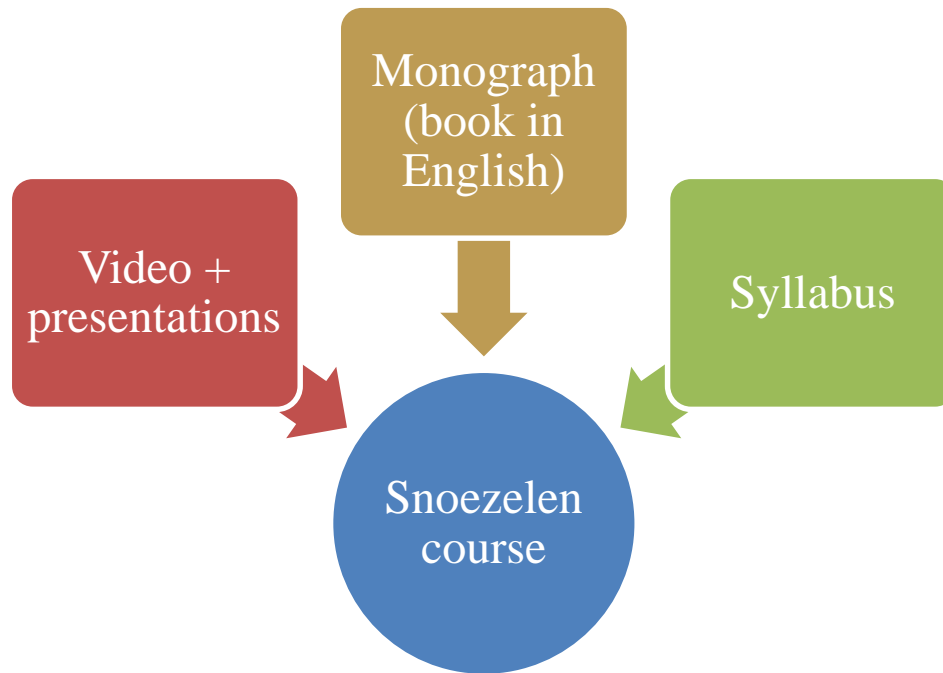 Monograph
(book in
English)
Video +
presentations
Syllabus
Snoezelen
course